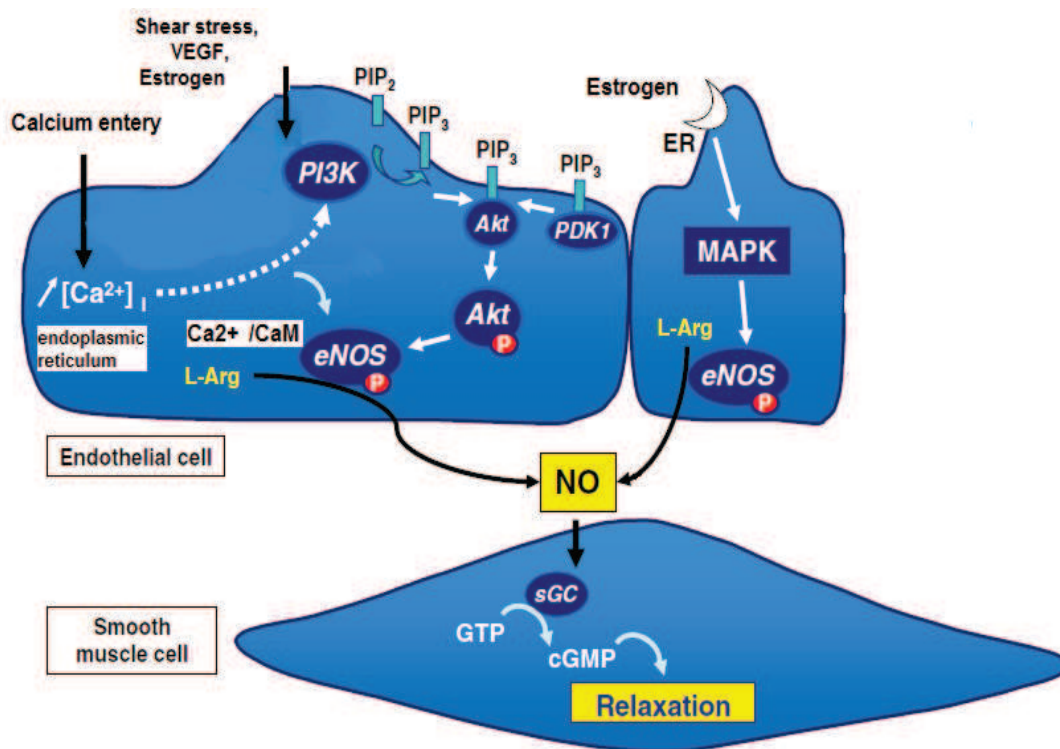 Shear stress,
VEGF,
Estrogen
PIP₂
PIP₃
PIP₃
PIP₃
Estrogen
ER
Calcium entery
PI3K
Akt
PDK1
MAPK
[Ca²⁺] I
endoplasmic
reticulum
Ca2+ /CaM
Akt
P
eNOS
P
L-Arg
L-Arg
eNOS
P
Endothelial cell
NO
sGC
GTP
cGMP
Smooth
muscle cell
Relaxation